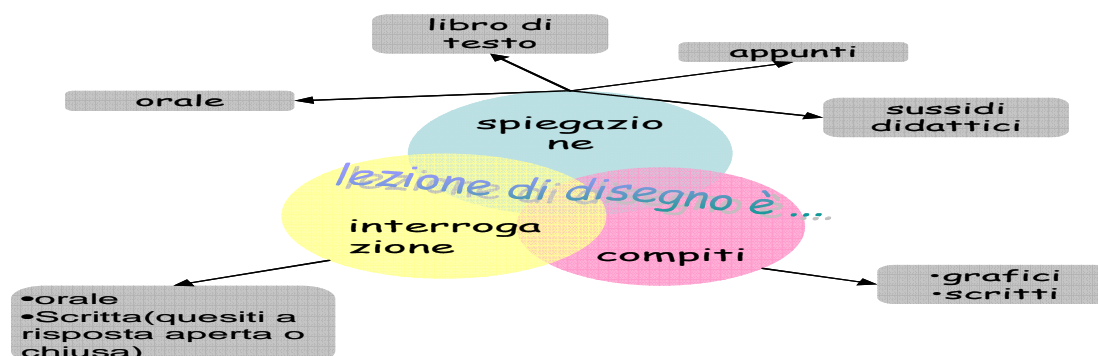 libro di
testo
appunti
orale
sussidi
didattici
spiegazio
ne
lezione di disegno è ....
interroga
zione
compiti
•grafici
•scritti
•orale
•Scritta(quesiti a
risposta aperta o
chiusa)